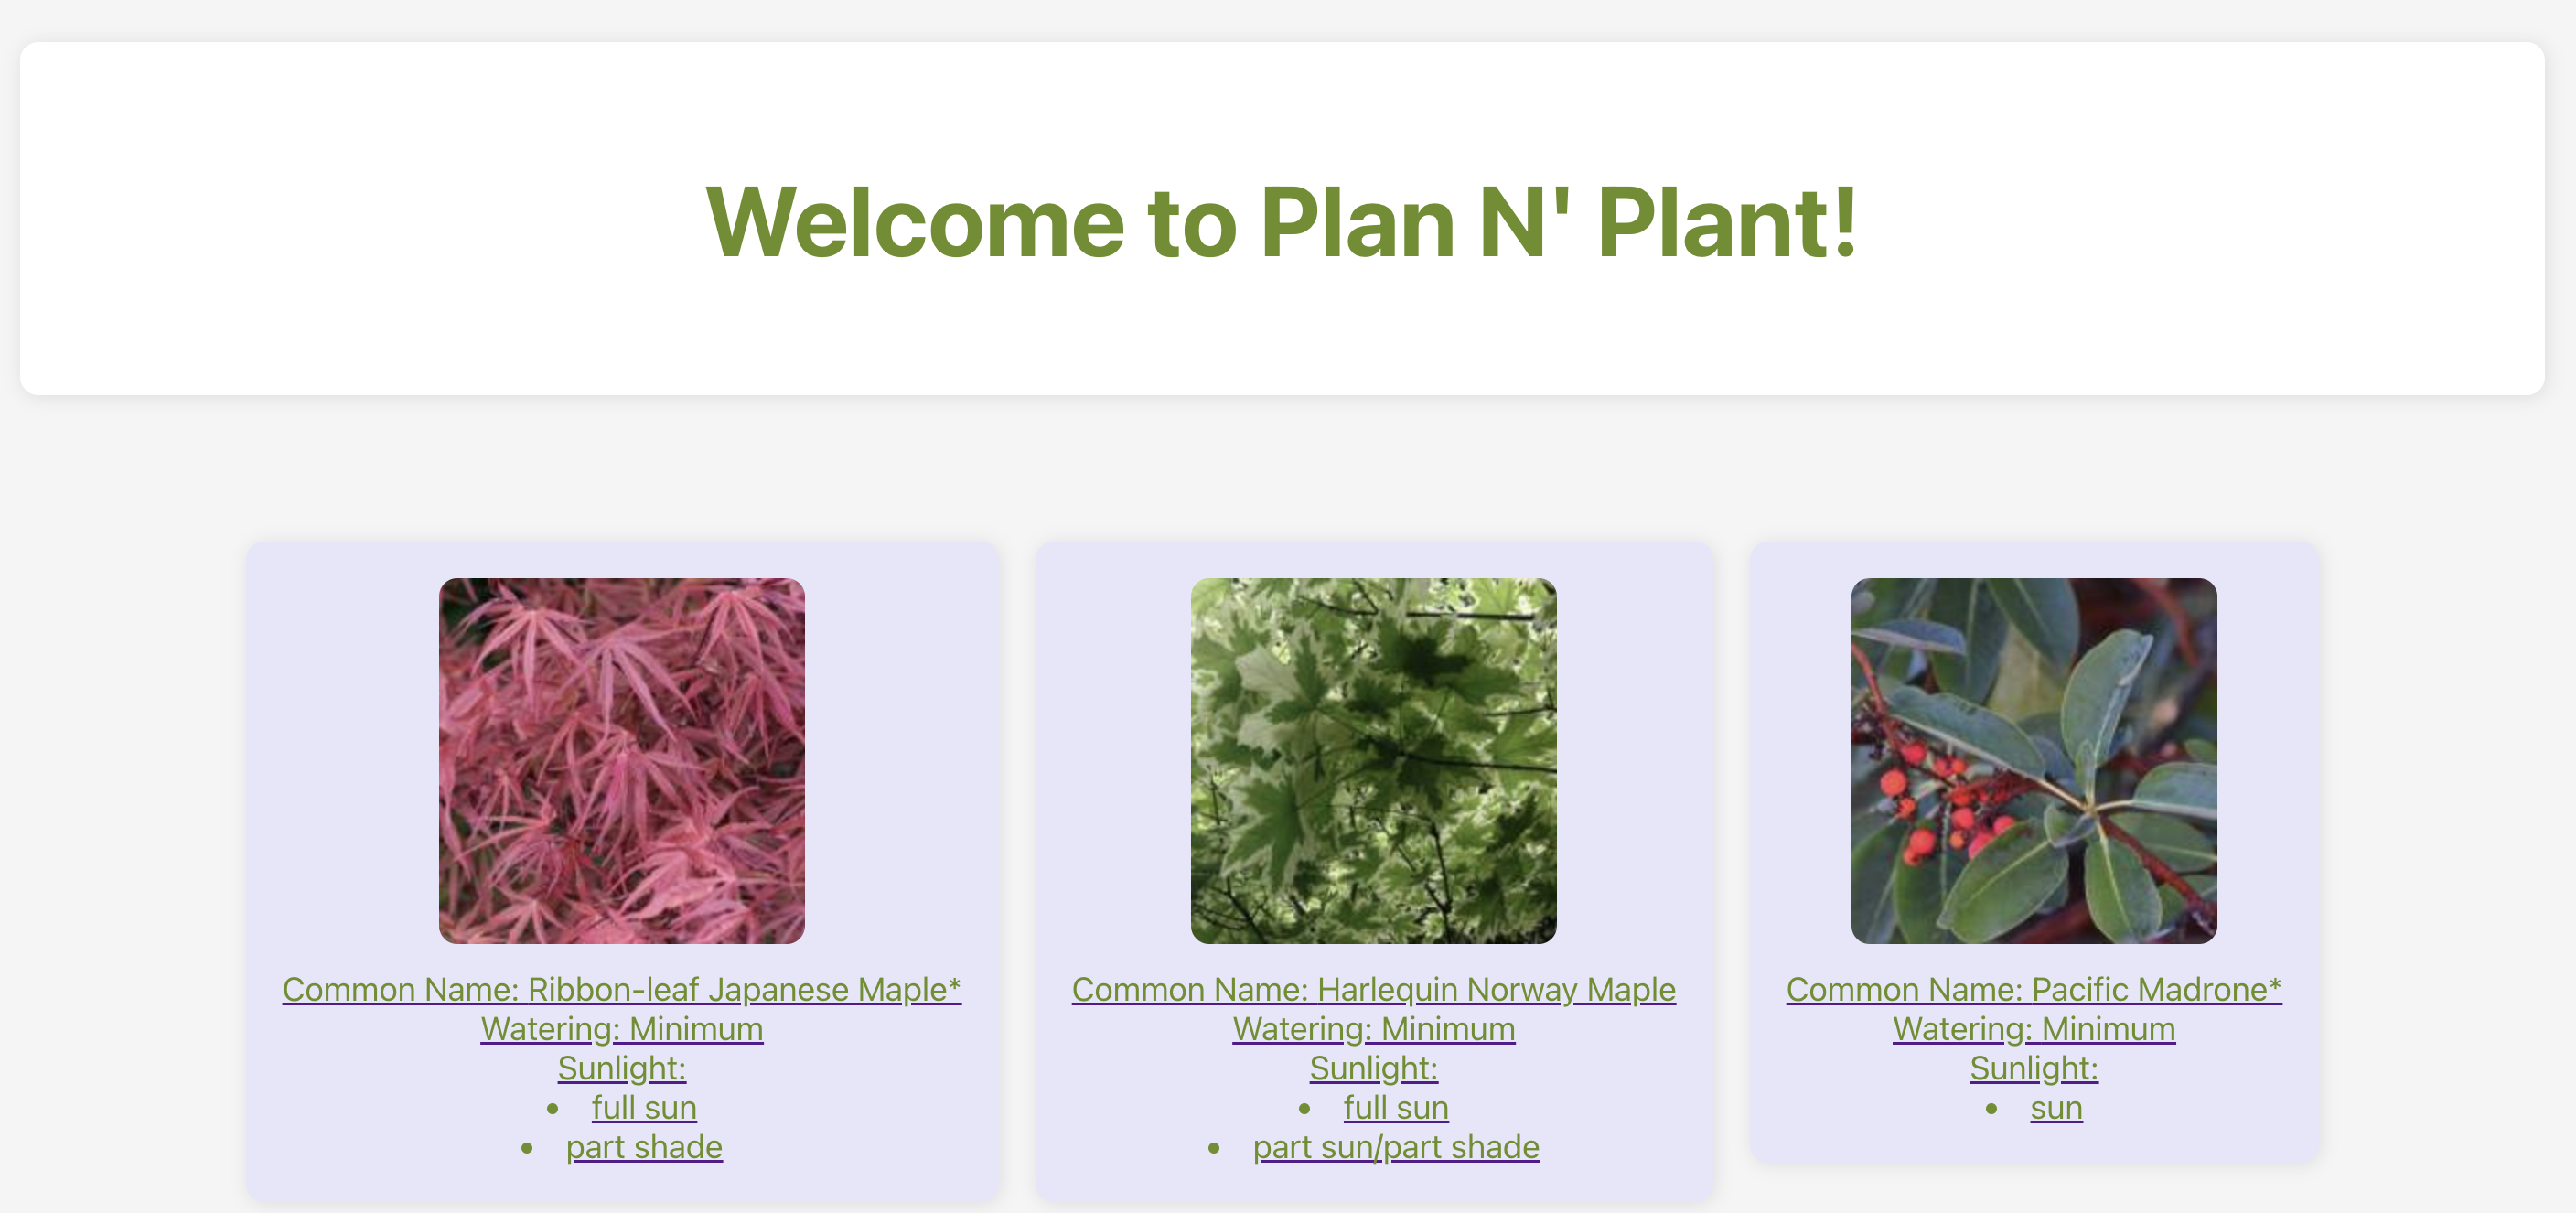 Welcome to Plan N' Plant!
Common Name: Ribbon-leaf Japanese Maple*
Watering: Minimum
Sunlight:
• full sun
• part shade
Common Name: Harlequin Norway Maple
Watering: Minimum
Sunlight:
• full sun
• part sun/part shade
Common Name: Pacific Madrone*
Watering: Minimum
Sunlight:
• sun